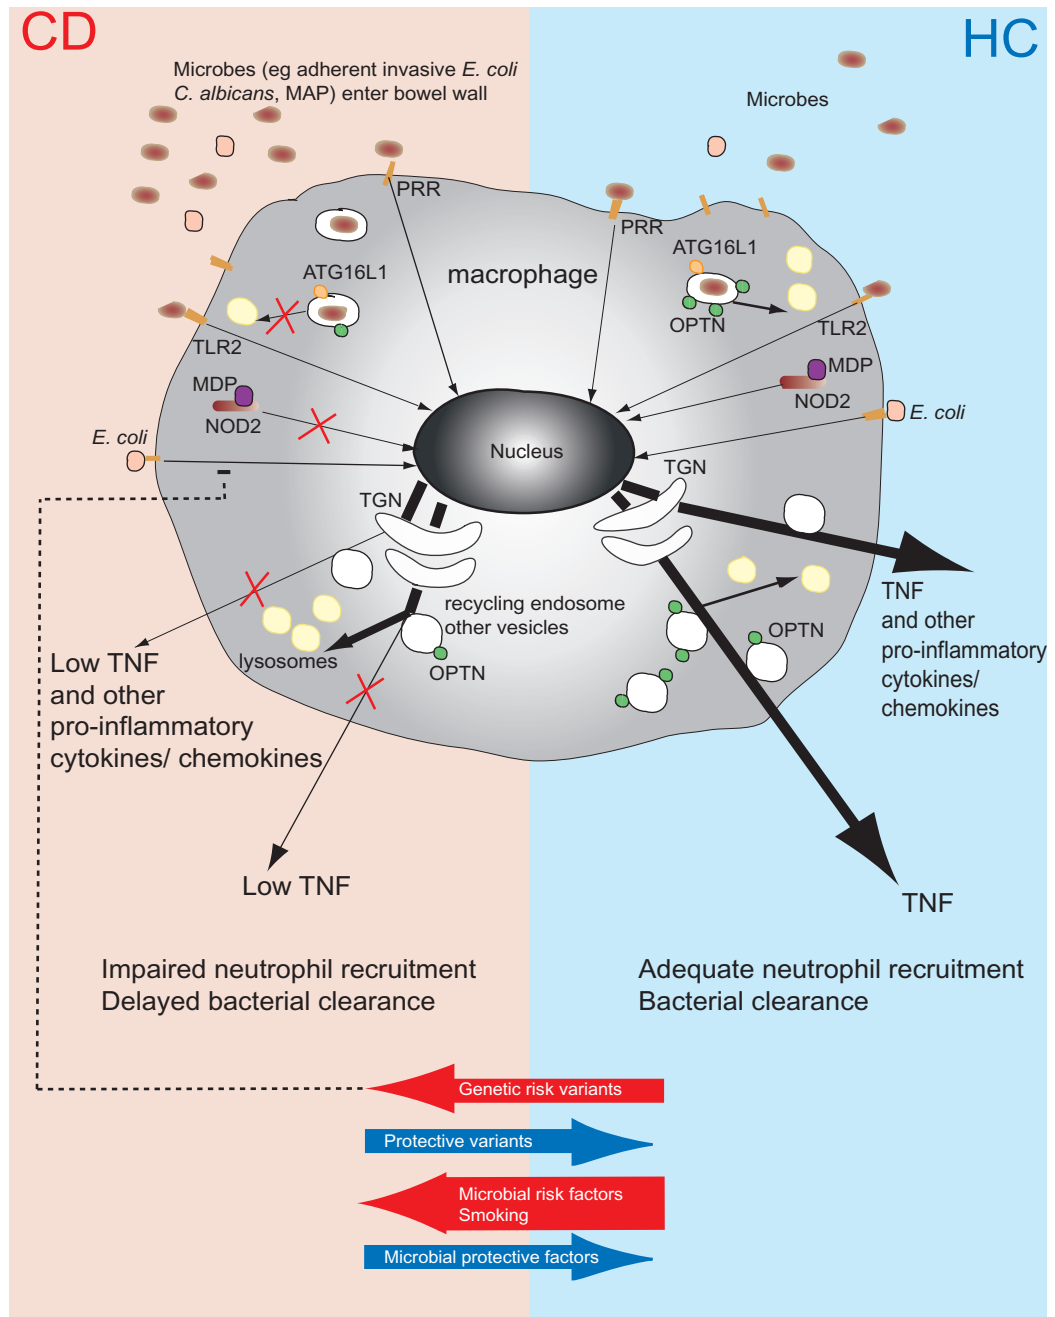 CD
HC
Microbes (eg adherent invasive E. coli
C. albicans, MAP) enter bowel wall
Microbes
PRR
PRR
ATG16L1
macrophage
ATG16L1
OPTN
TLR2
TLR2
MDP
NOD2
MDP
NOD2
E. coli
E. coli
Nucleus
TGN
TGN
recycling endosome
other vesicles
lysosomes
OPTN
OPTN
Low TNF
and other
pro-inflammatory
cytokines/ chemokines
TNF
and other
pro-inflammatory
cytokines/
chemokines
Low TNF
TNF
Impaired neutrophil recruitment
Delayed bacterial clearance
Adequate neutrophil recruitment
Bacterial clearance
Genetic risk variants
Protective variants
Microbial risk factors
Smoking
Microbial protective factors